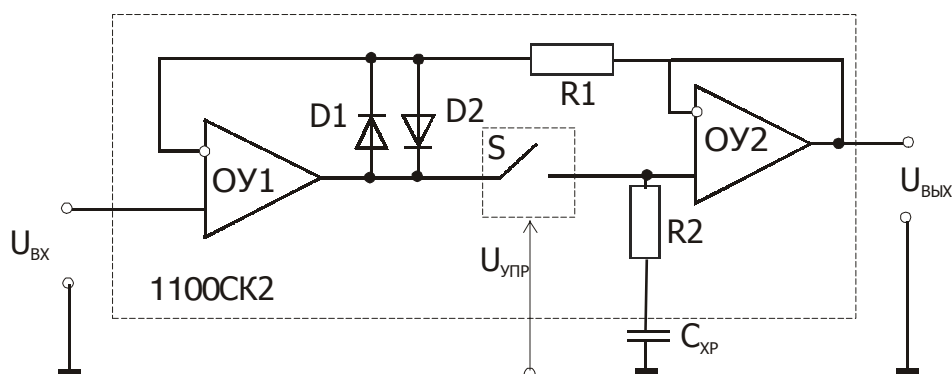 R1
D1
D2
ОУ1
S
ОУ2
R2
UВХ
UУПР
UВЫХ
1100СК2
CХР